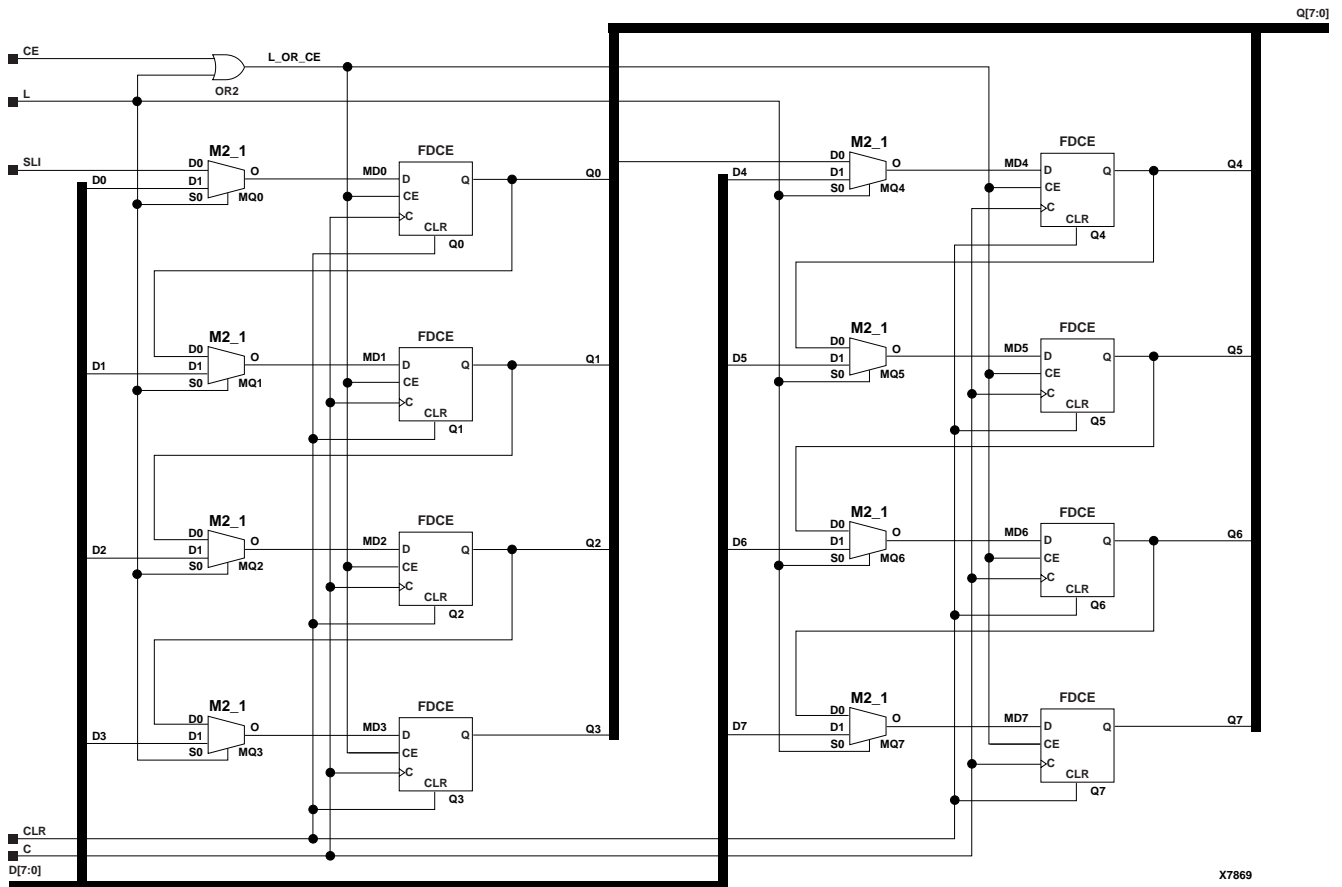 Q[7:0]
CE
L_OR_CE
OR2
L
SLI
M2_1
D0
D1
S0
O
MQ0
D0
MD0
FDCE
D
CE
C
Q
CLR
Q0
Q0
M2_1
D0
D1
S0
O
MQ1
D1
MD1
FDCE
D
CE
C
Q
CLR
Q1
Q1
M2_1
D0
D1
S0
O
MQ2
D2
MD2
FDCE
D
CE
C
Q
CLR
Q2
Q2
M2_1
D0
D1
S0
O
MQ3
D3
MD3
FDCE
D
CE
C
Q
CLR
Q3
Q3
M2_1
D0
D1
S0
O
MQ4
D4
MD4
FDCE
D
CE
C
Q
CLR
Q4
Q4
M2_1
D0
D1
S0
O
MQ5
D5
MD5
FDCE
D
CE
C
Q
CLR
Q5
Q5
M2_1
D0
D1
S0
O
MQ6
D6
MD6
FDCE
D
CE
C
Q
CLR
Q6
Q6
M2_1
D0
D1
S0
O
MQ7
D7
MD7
FDCE
D
CE
C
Q
CLR
Q7
Q7
CLR
C
D[7:0]
X7869